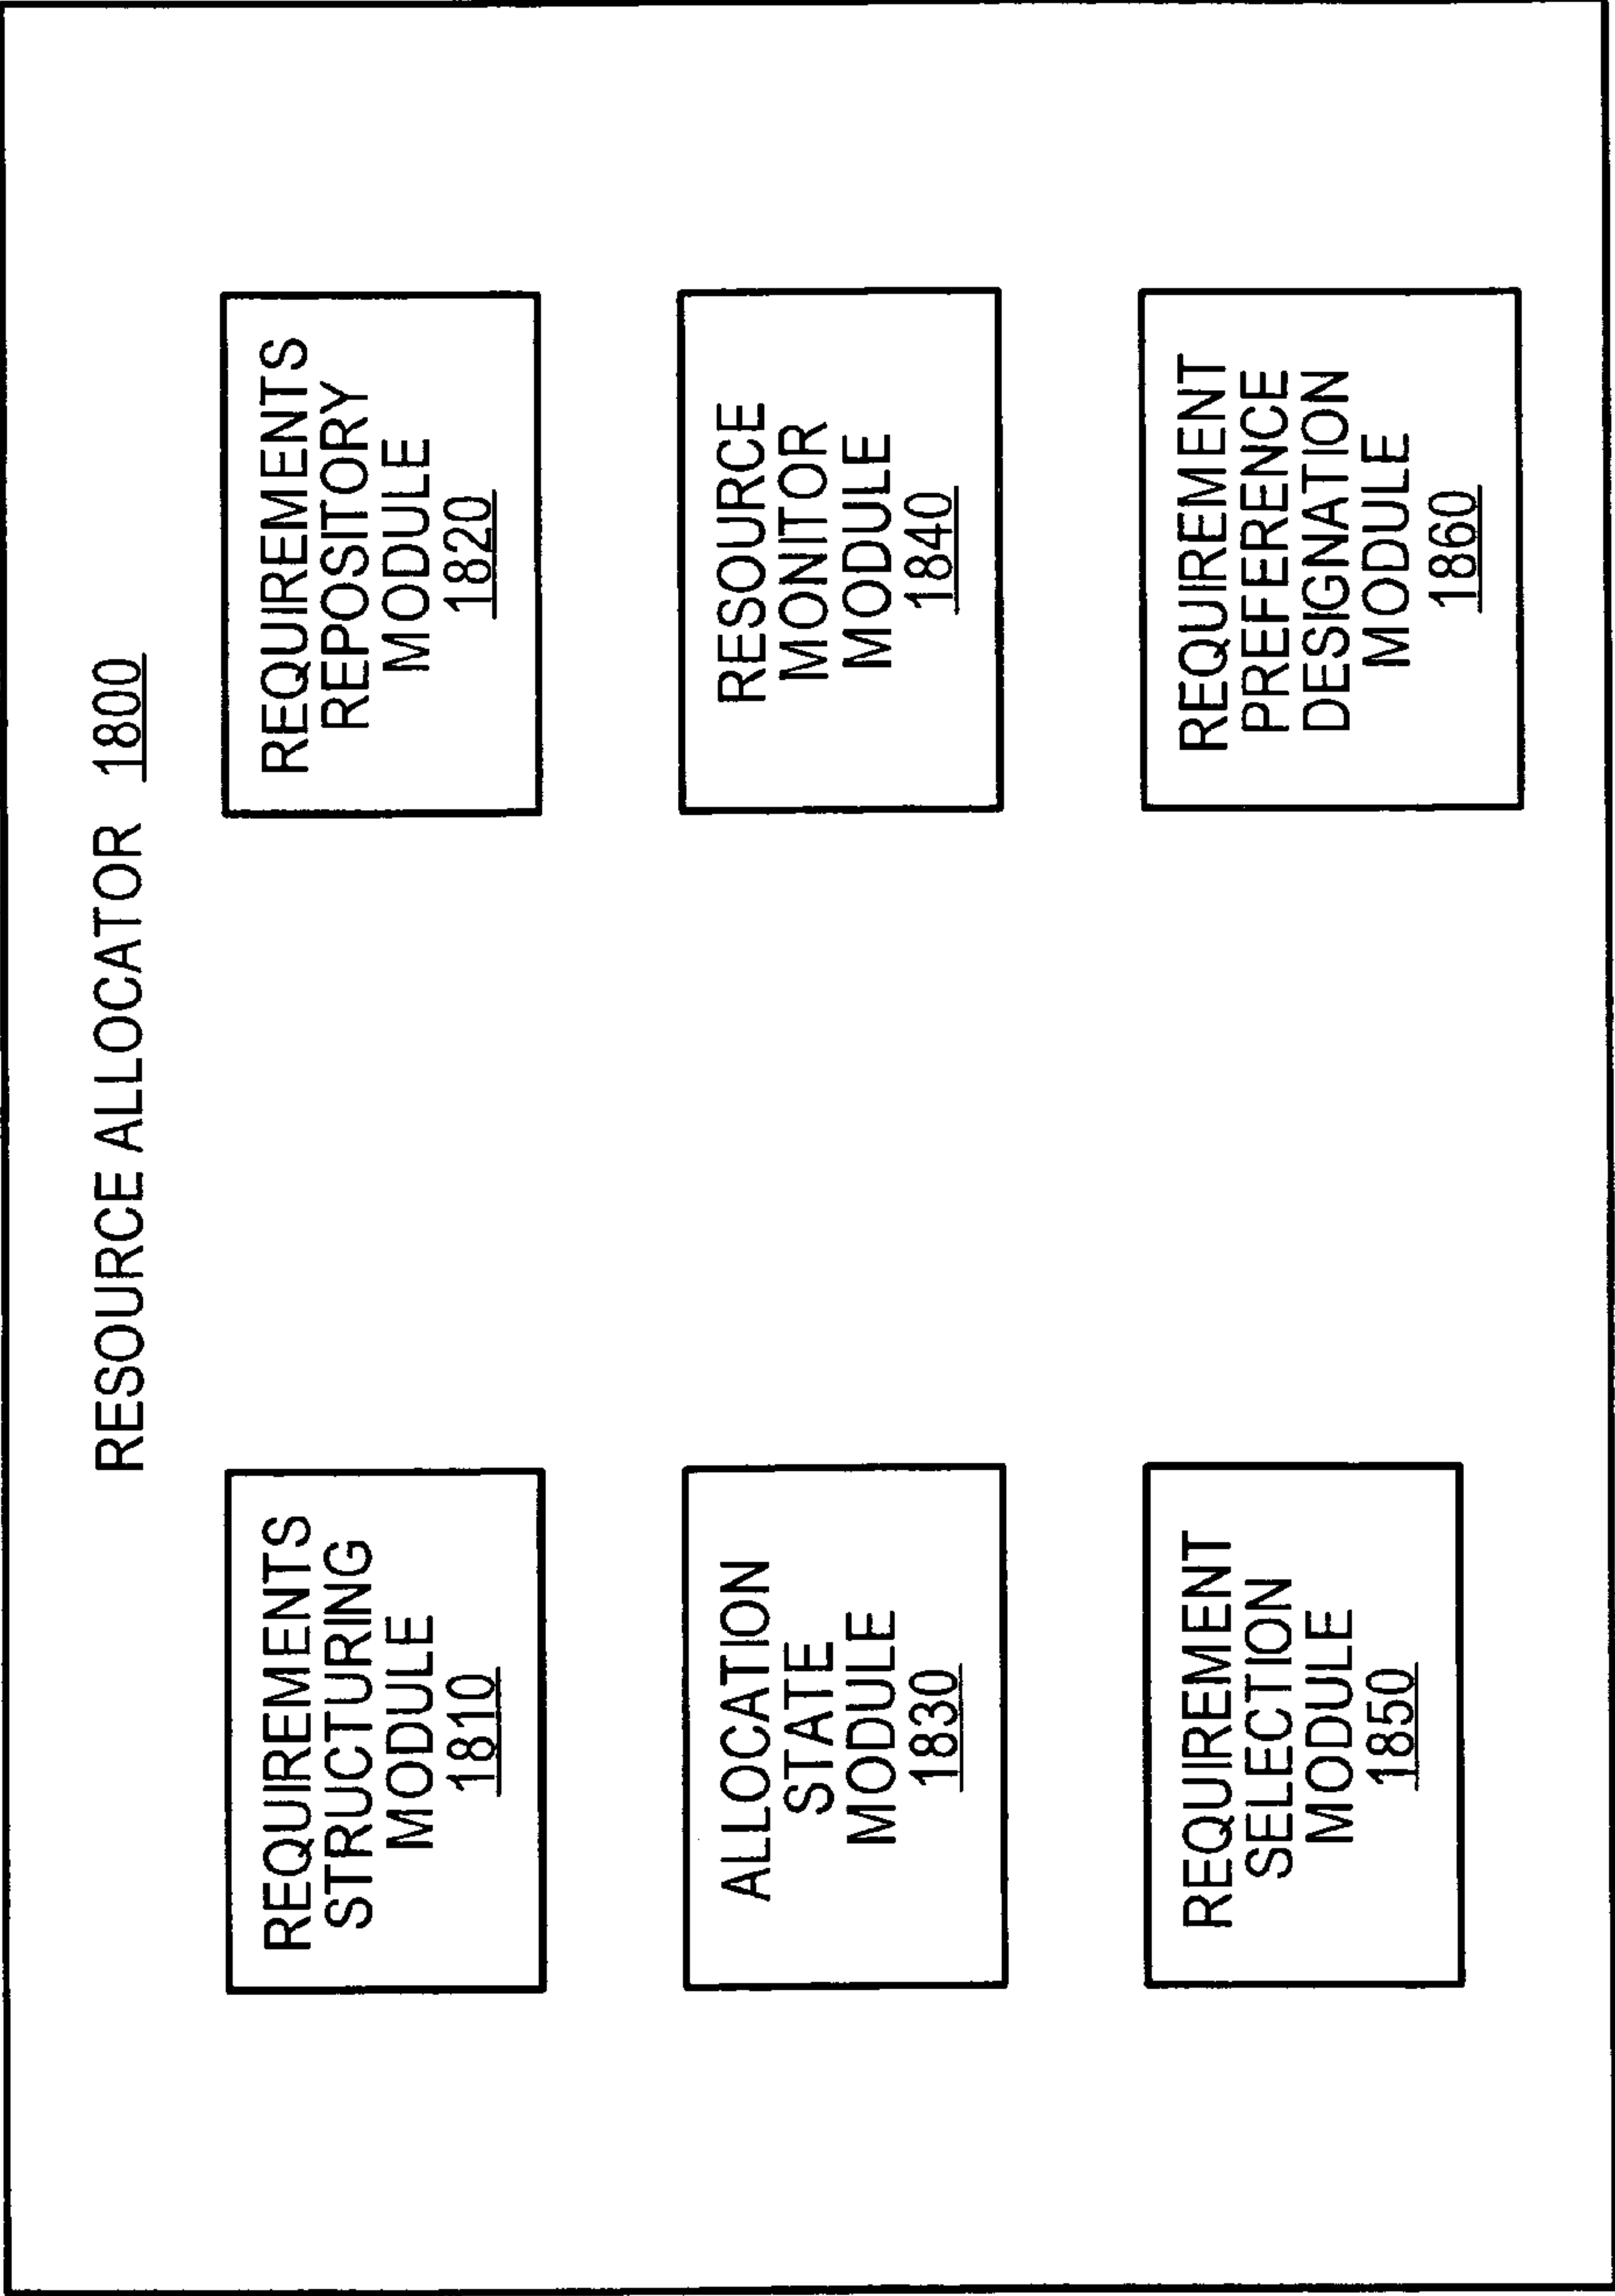 RESOURCE ALLOCATOR 1800
REQUIREMENTS
STRUCTURING
MODULE
1810
REQUIREMENTS
REPOSITORY
MODULE
1820
ALLOCATION
STATE
MODULE
1830
RESOURCE
MONITOR
MODULE
1840
REQUIREMENT
SELECTION
MODULE
1850
REQUIREMENT
PREFERENCE
DESIGNATION
MODULE
1860